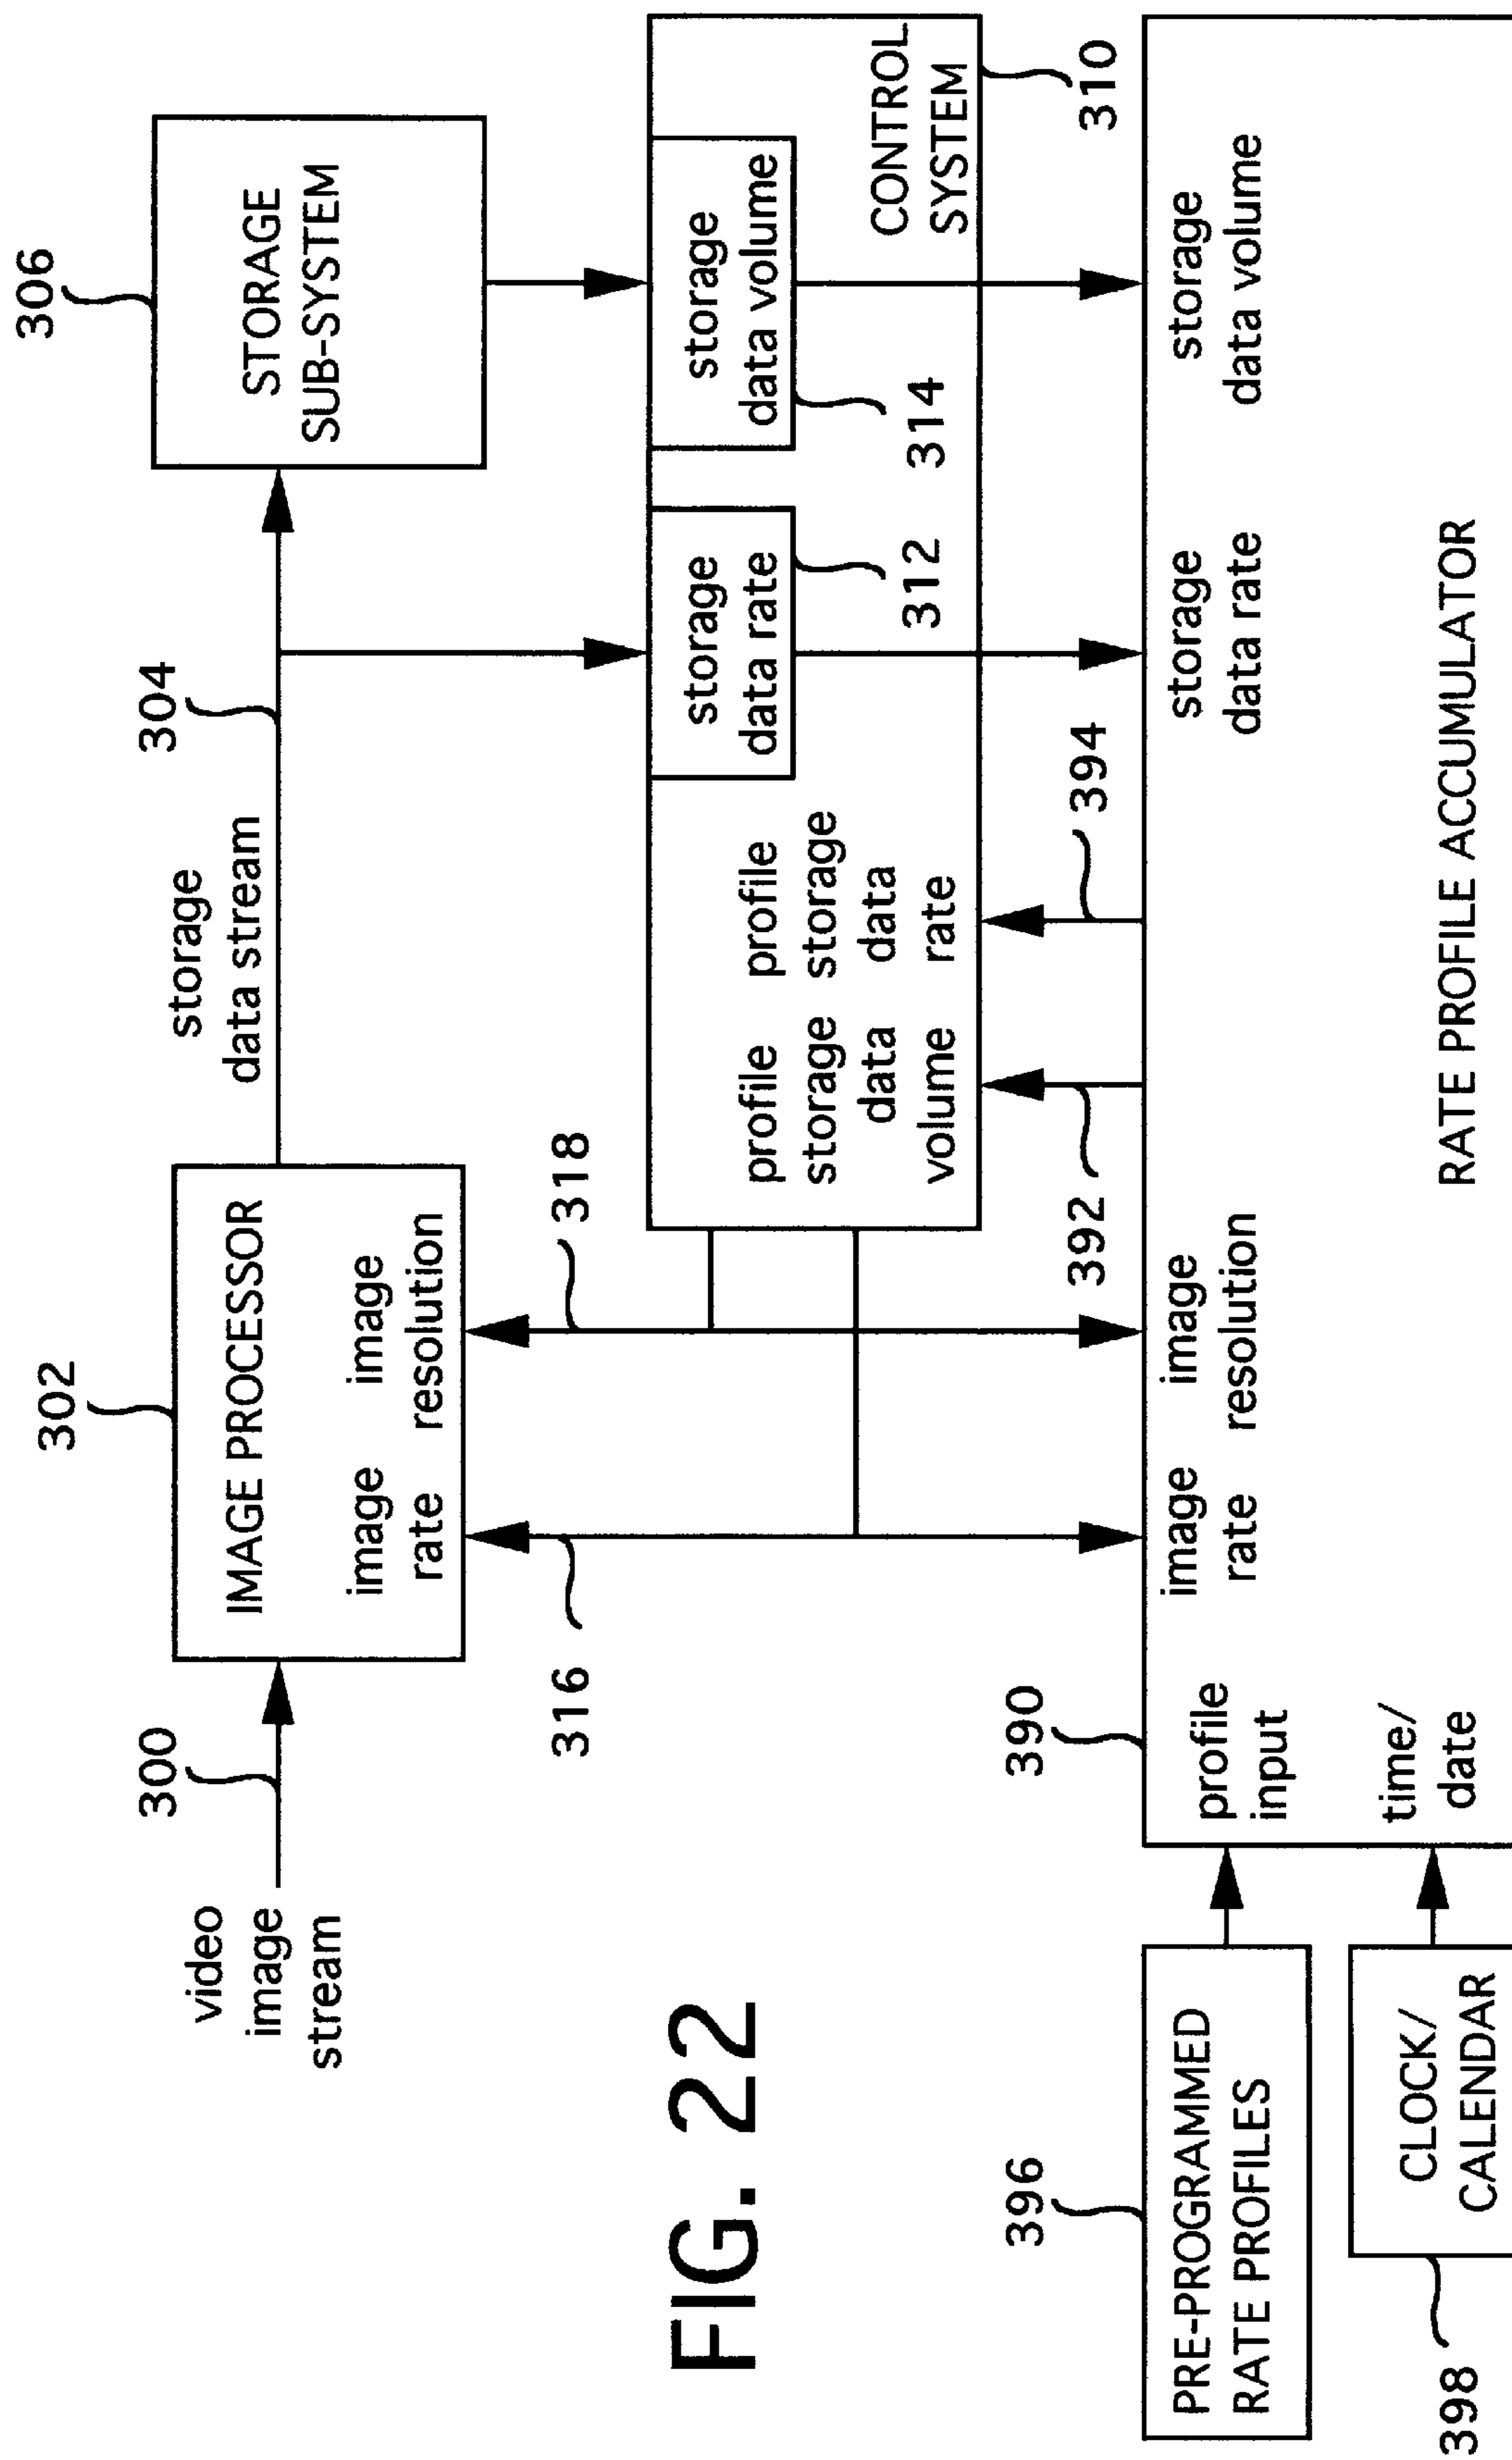 306
STORAGE
SUB-SYSTEM
304
storage
data stream
302
IMAGE PROCESSOR
image
rate
image
resolution
300
video
image
stream
storage
data volume
314
CONTROL
SYSTEM
310
storage
data rate
312
profile
storage
data
rate
profile
storage
data
volume
318
316
394
392
storage
data volume
storage
data rate
image
resolution
image
rate
RATE PROFILE ACCUMULATOR
390
profile
input
time/
date
396
PRE-PROGRAMMED
RATE PROFILES
CLOCK/
CALENDAR
398
FIG. 22